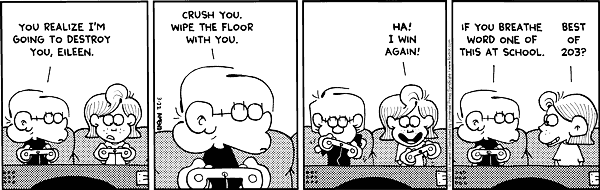 YOU REALIZE I'M
GOING TO DESTROY
YOU, EILEEN.
CRUSH YOU.
WIPE THE FLOOR
WITH YOU.
HA!
I WIN
AGAIN!
IF YOU BREATHE
WORD ONE OF
THIS AT SCHOOL.
BEST
OF
203?